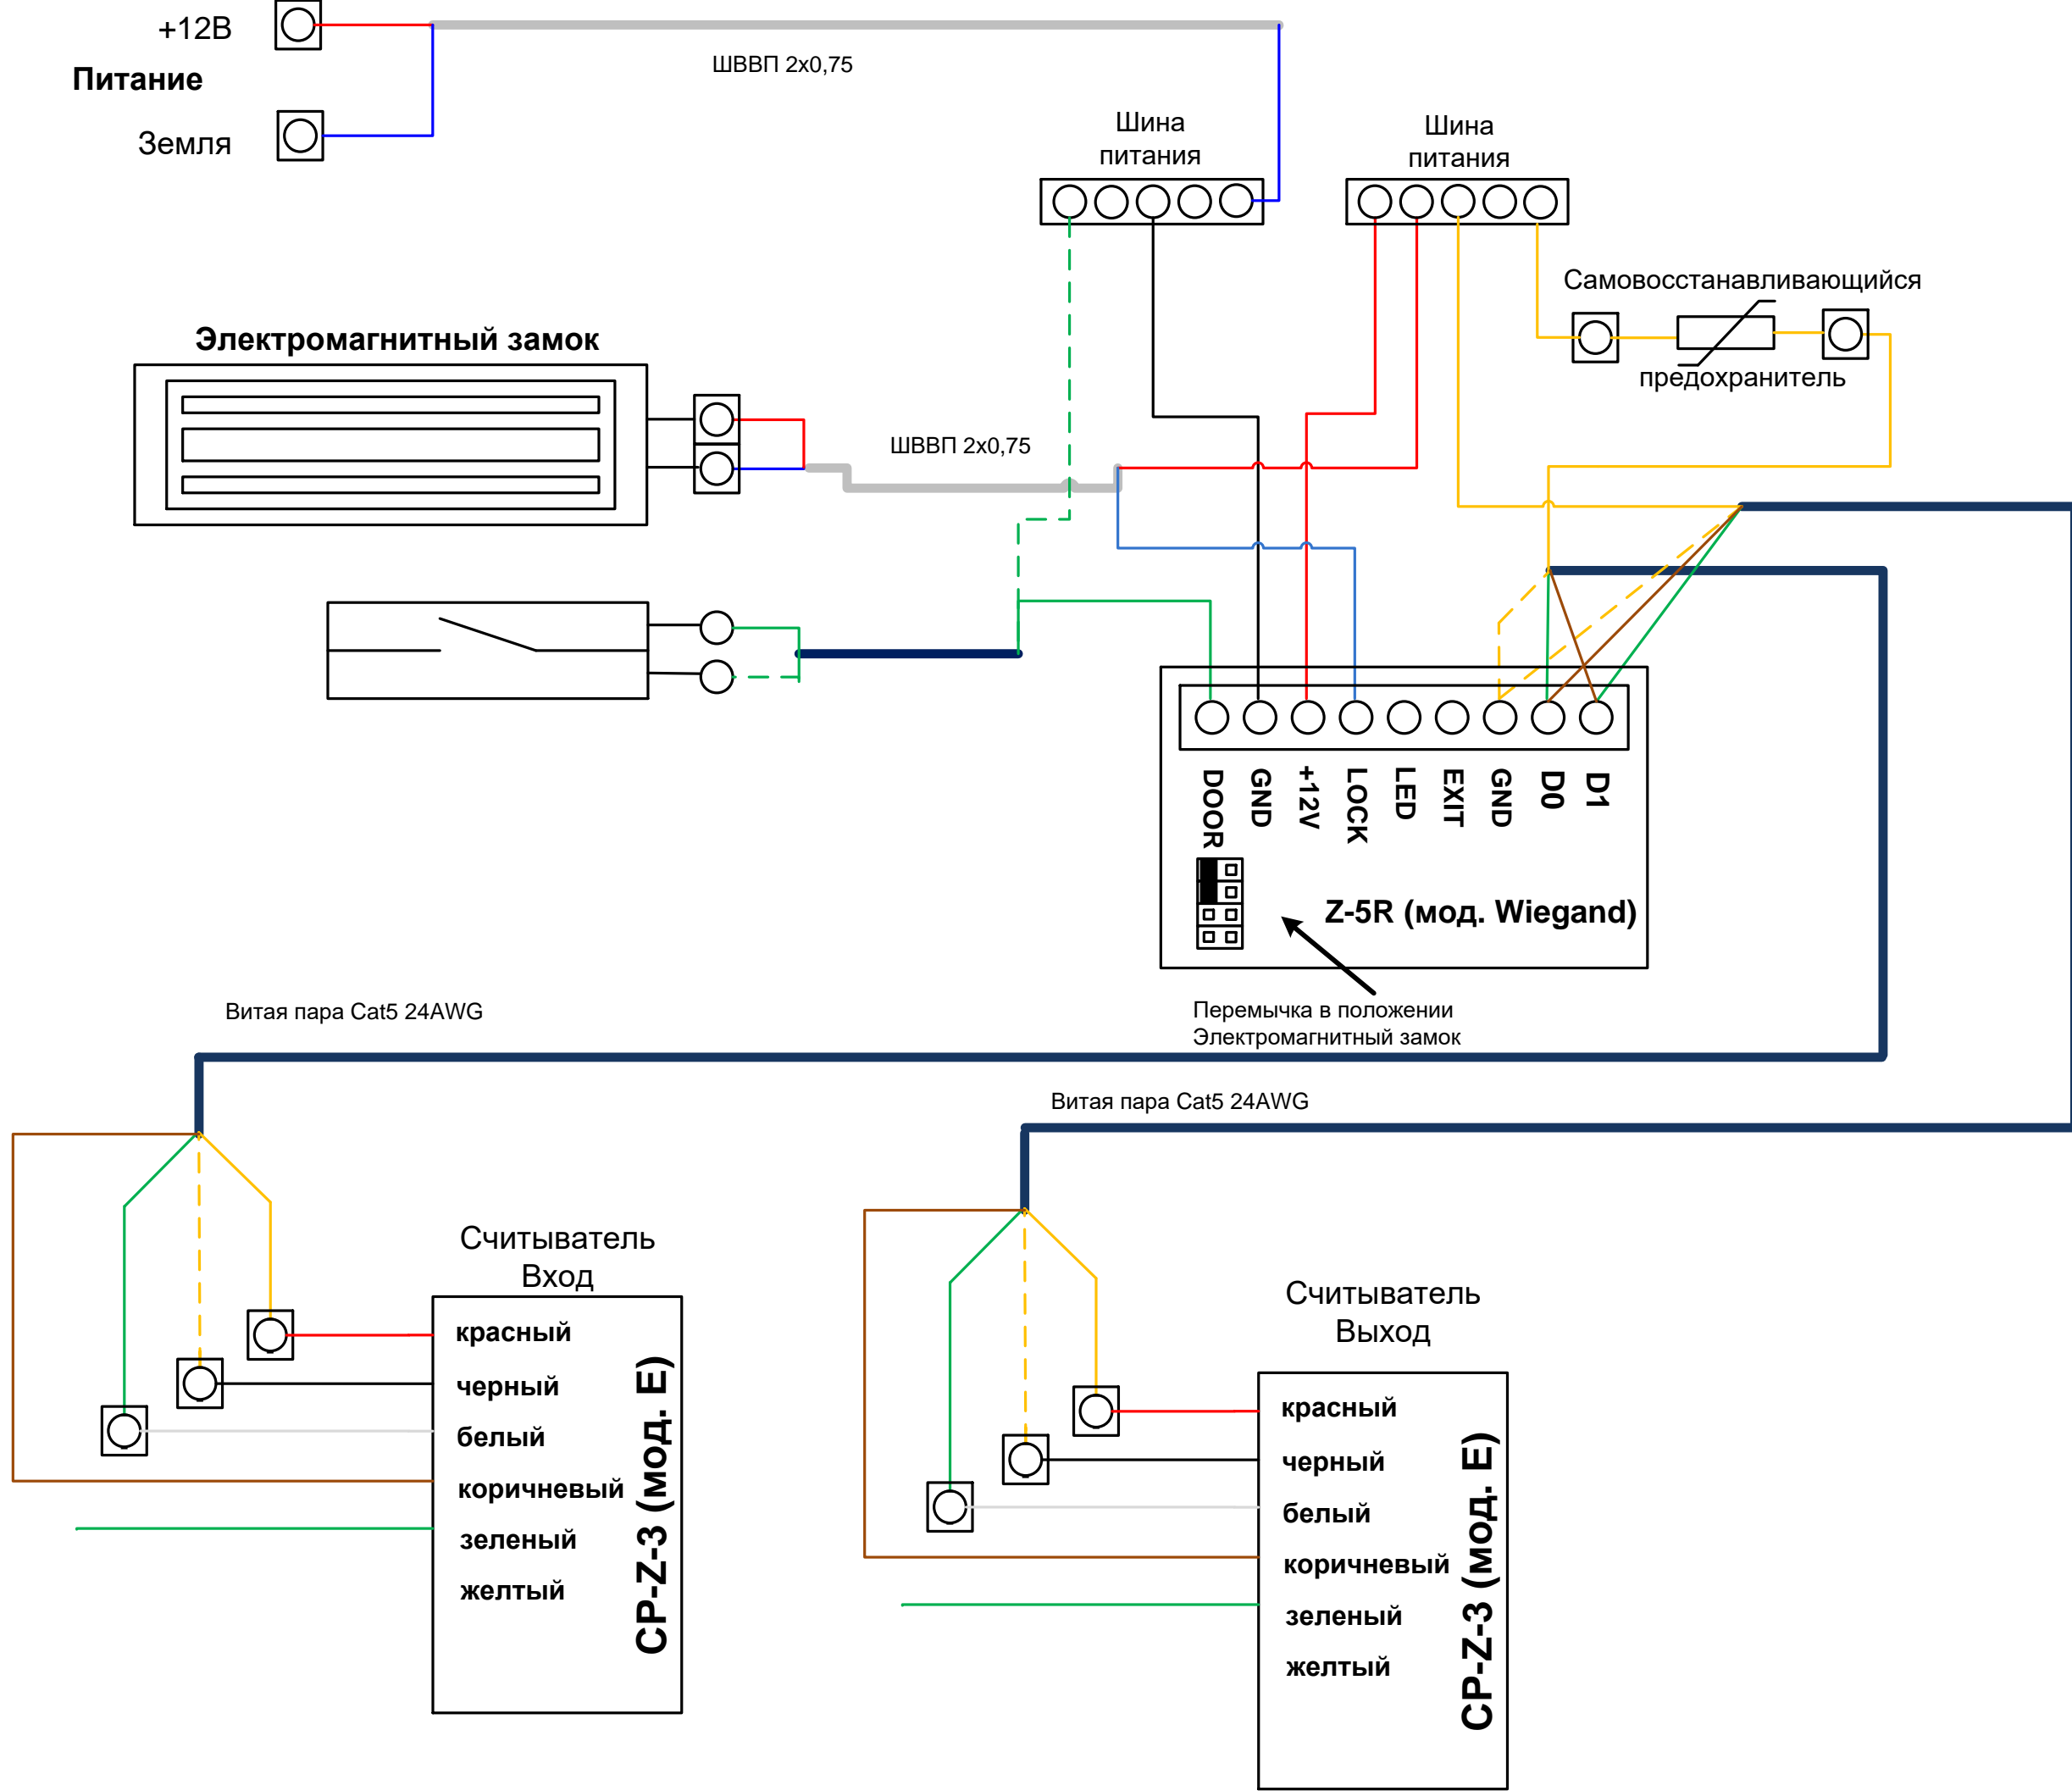 +12В
Питание
Земля
ШВВП 2х0,75
Шина
питания
Шина
питания
Самовосстанавливающийся
предохранитель
Электромагнитный замок
ШВВП 2х0,75
DOOR
GND
+12V
LOCK
LED
EXIT
GND
D0
D1
Z-5R (мод. Wiegand)
Перемычка в положении
Электромагнитный замок
Витая пара Cat5 24AWG
Витая пара Cat5 24AWG
Считыватель
Вход
красный
черный
белый
коричневый
зеленый
желтый
CP-Z-3 (мод. E)
Считыватель
Выход
красный
черный
белый
коричневый
зеленый
желтый
CP-Z-3 (мод. E)